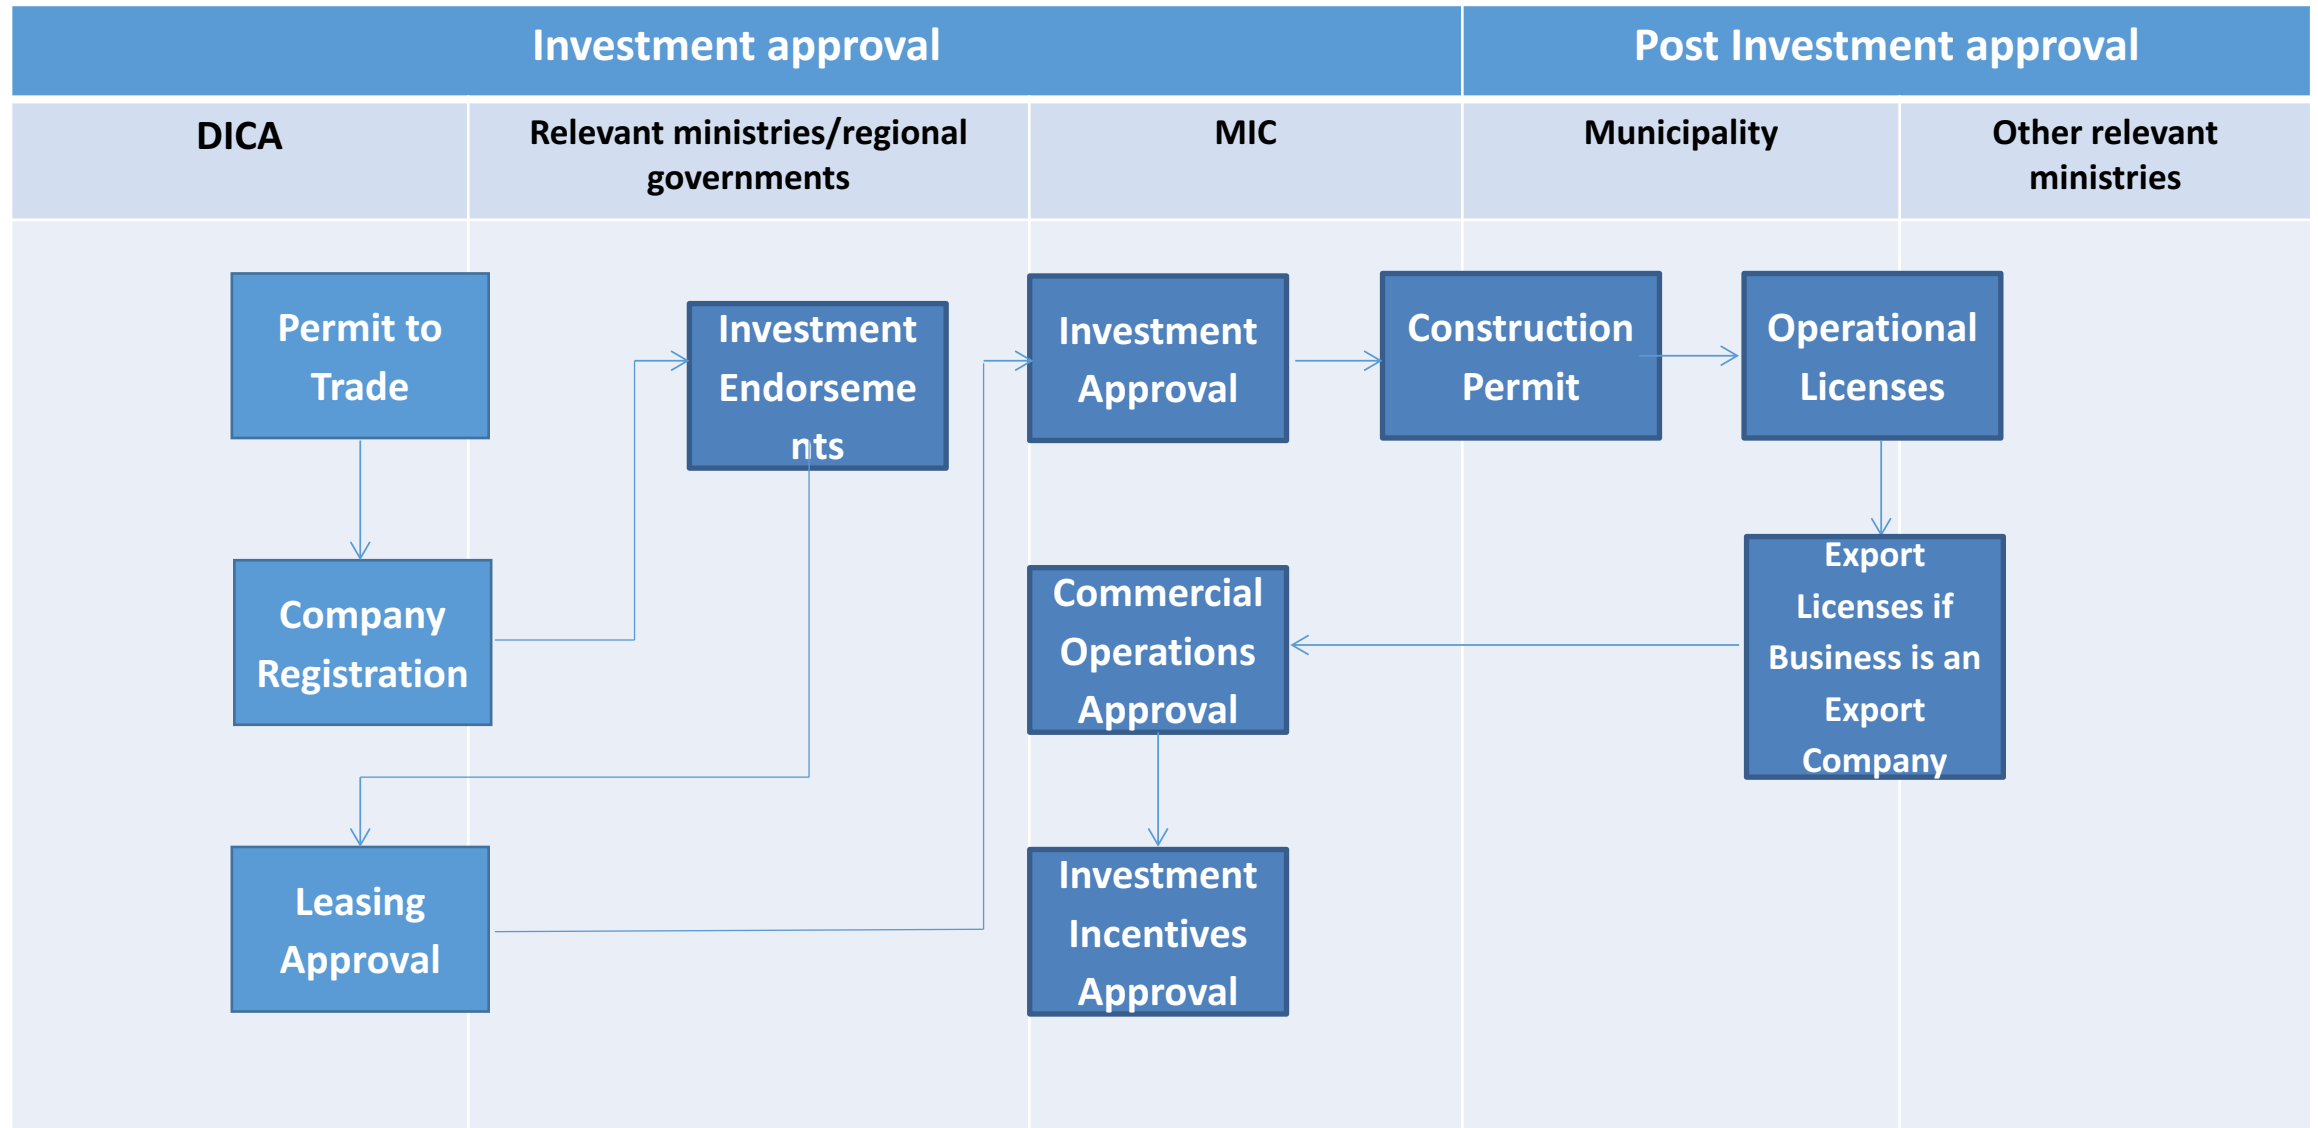 Investment approval
Post Investment approval
DICA
Relevant ministries/regional
governments
MIC
Municipality
Other relevant
ministries
Permit to
Trade
Investment
Endorseme
nts
Investment
Approval
Construction
Permit
Operational
Licenses
Company
Registration
Commercial
Operations
Approval
Export
Licenses if
Business is an
Export
Company
Leasing
Approval
Investment
Incentives
Approval